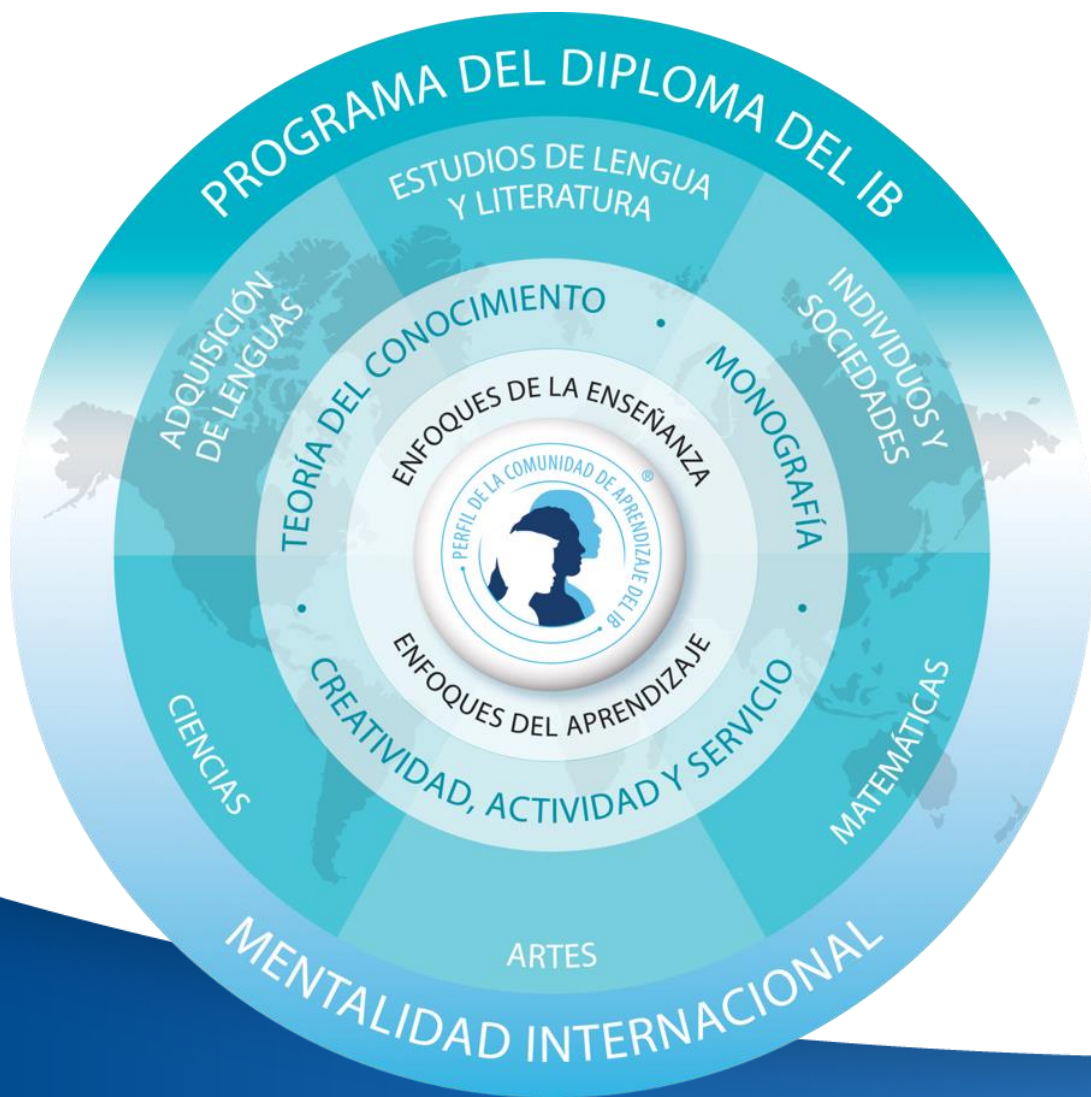 PROGRAMA DEL DIPLOMA DEL IB
ESTUDIOS DE LENGUA
Y LITERATURA
ADQUISICIÓN
DE LENGUAS
INDIVIDUOS Y
SOCIEDADES
TEORÍA DEL CONOCIMIENTO
•
MONOGRAFÍA
ENFOQUES DE LA ENSEÑANZA
• PERFIL DE LA COMUNIDAD DE APRENDIZAJE DEL IB •
®
ENFOQUES DEL APRENDIZAJE
•
CREATIVIDAD, ACTIVIDAD Y SERVICIO
•
CIENCIAS
MATEMÁTICAS
ARTES
MENTALIDAD INTERNACIONAL